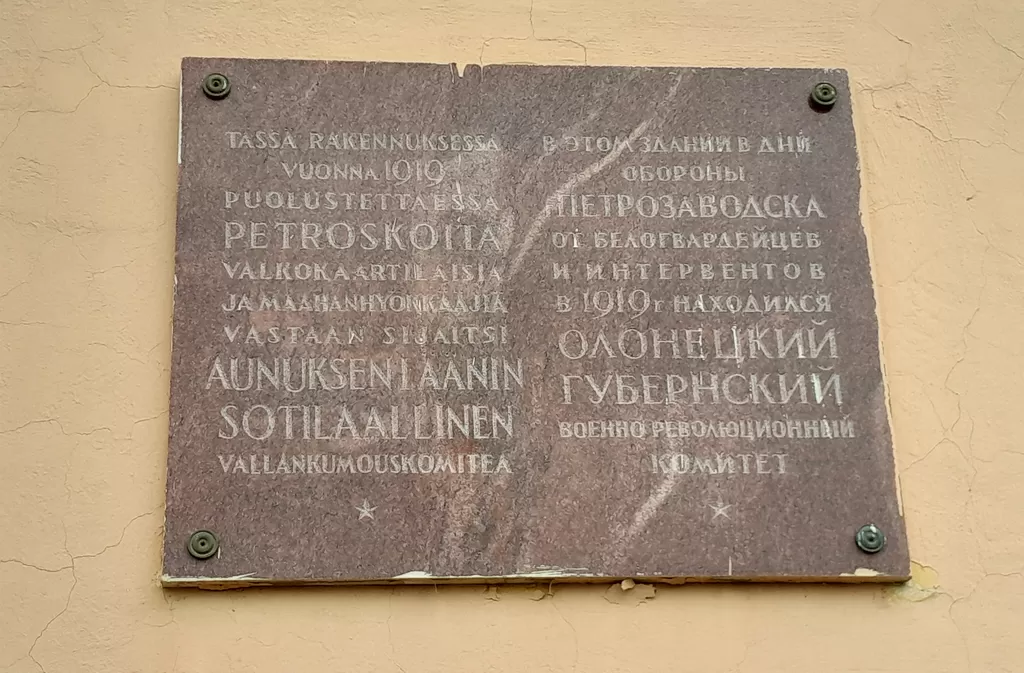 TÄSSÄ RAKENNUKSESSA
VUONNA 1919
PUOLUSTETTAESSA
PETROSKOITA
VALKOKAARTILAISIA
JA MAAHANHYÖKKÄÄJIÄ
VASTAAN SIJAITSI
AUNUKSEN LÄÄNIN
SOTILAALLINEN
VALLANKUMOUSKOMITEA
В ЭТОМ ЗДАНИИ В ДНИ
ОБОРОНЫ
ПЕТРОЗАВОДСКА
ОТ БЕЛОГВАРДЕЙЦЕВ
И ИНТЕРВЕНТОВ
В 1919 г НАХОДИЛСЯ
ОЛОНЕЦКИЙ
ГУБЕРНСКИЙ
ВОЕННО РЕВОЛЮЦИОННЫЙ
КОМИТЕТ